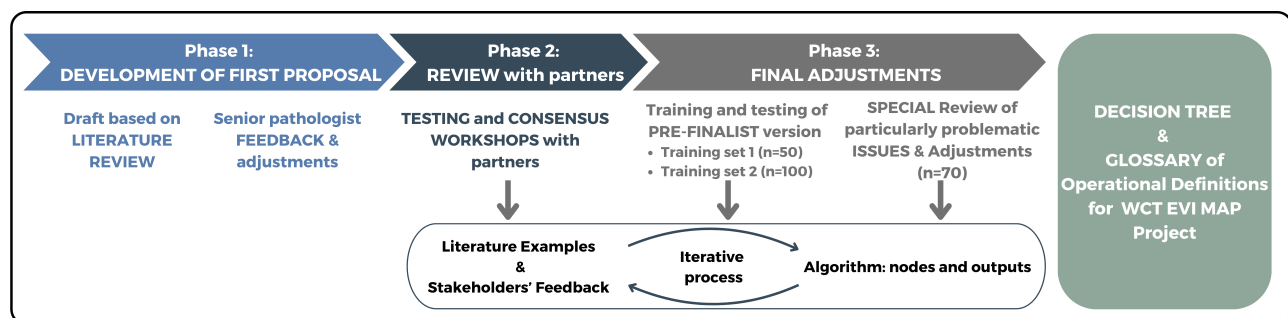 Phase 1:
DEVELOPMENT OF FIRST PROPOSAL
Phase 2:
REVIEW with partners
Phase 3:
FINAL ADJUSTMENTS
Draft based on
LITERATURE
REVIEW
Senior pathologist
FEEDBACK &
adjustments
TESTING and CONSENSUS
WORKSHOPS with
partners
Training and testing of
PRE-FINALIST version
• Training set 1 (n=50)
• Training set 2 (n=100)
SPECIAL Review of
particularly problematic
ISSUES & Adjustments
(n=70)
Literature Examples
&
Stakeholders' Feedback
Iterative
process
Algorithm: nodes and outputs
DECISION TREE
&
GLOSSARY of
Operational Definitions
for WCT EVI MAP
Project